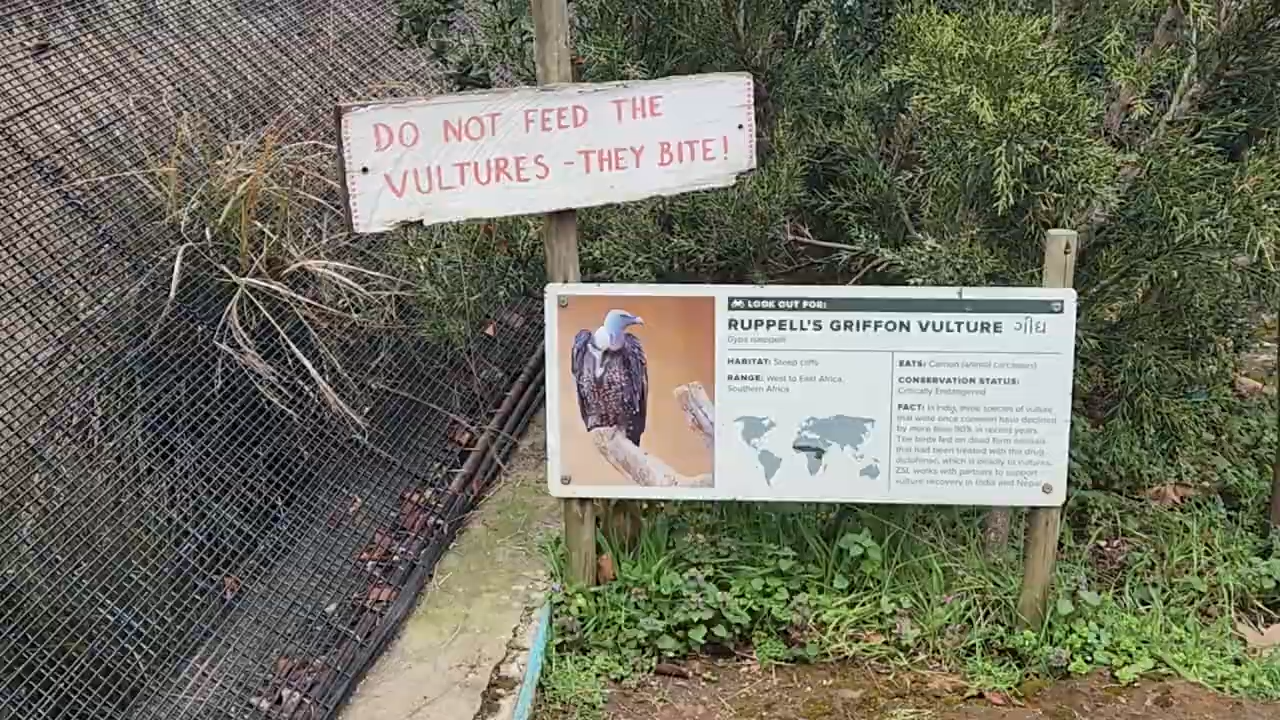 DO NOT FEED THE
VULTURES - THEY BITE!
LOOK OUT FOR:
RUPPELL'S GRIFFON VULTURE ગીધ
Gyps rueppelli
HABITAT: Steep cliffs
RANGE: West to East Africa,
Southern Africa
EATS: Carrion (animal carcasses)
CONSERVATION STATUS:
Critically Endangered
FACT: In India, three species of vulture
that were once common have declined
by more than 90% in recent years.
The birds fed on dead farm animals
that had been treated with the drug
diclofenac, which is deadly to vultures.
ZSL works with partners to support
vulture recovery in India and Nepal.